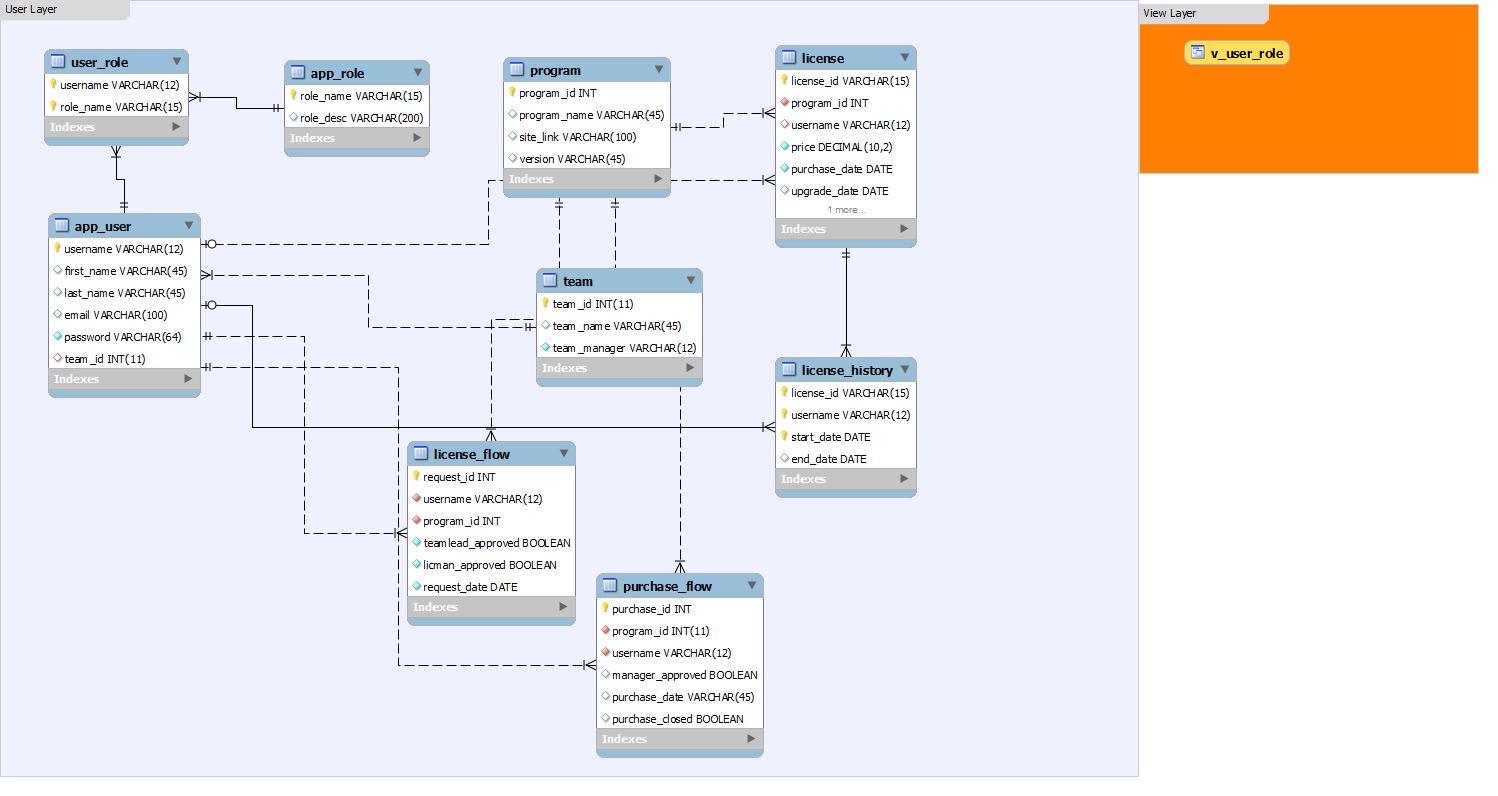 User Layer
View Layer
v_user_role
user_role
username VARCHAR(12)
role_name VARCHAR(15)
Indexes
app_role
role_name VARCHAR(15)
role_desc VARCHAR(200)
Indexes
program
program_id INT
program_name VARCHAR(45)
site_link VARCHAR(100)
version VARCHAR(45)
Indexes
license
license_id VARCHAR(15)
program_id INT
username VARCHAR(12)
price DECIMAL(10,2)
purchase_date DATE
upgrade_date DATE
1 more...
Indexes
app_user
username VARCHAR(12)
first_name VARCHAR(45)
last_name VARCHAR(45)
email VARCHAR(100)
password VARCHAR(64)
team_id INT(11)
Indexes
team
team_id INT(11)
team_name VARCHAR(45)
team_manager VARCHAR(12)
Indexes
license_history
license_id VARCHAR(15)
username VARCHAR(12)
start_date DATE
end_date DATE
Indexes
license_flow
request_id INT
username VARCHAR(12)
program_id INT
teamlead_approved BOOLEAN
licman_approved BOOLEAN
request_date DATE
Indexes
purchase_flow
purchase_id INT
program_id INT(11)
username VARCHAR(12)
manager_approved BOOLEAN
purchase_date VARCHAR(45)
purchase_closed BOOLEAN
Indexes